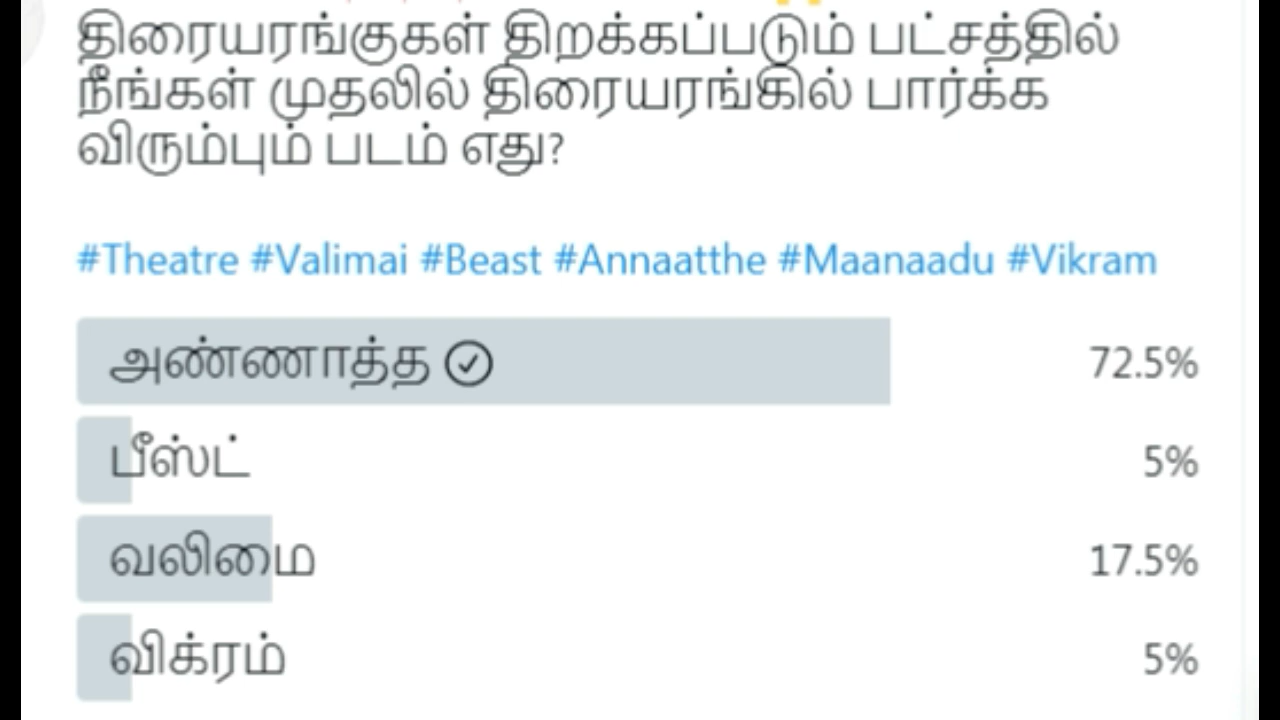 திரையரங்குகள் திறக்கப்படும் பட்சத்தில்
நீங்கள் முதலில் திரையரங்கில் பார்க்க
விரும்பும் படம் எது?
#Theatre #Valimai #Beast #Annaatthe #Maanaadu #Vikram
அண்ணாத்த 72.5%
பீஸ்ட் 5%
வலிமை 17.5%
விக்ரம் 5%